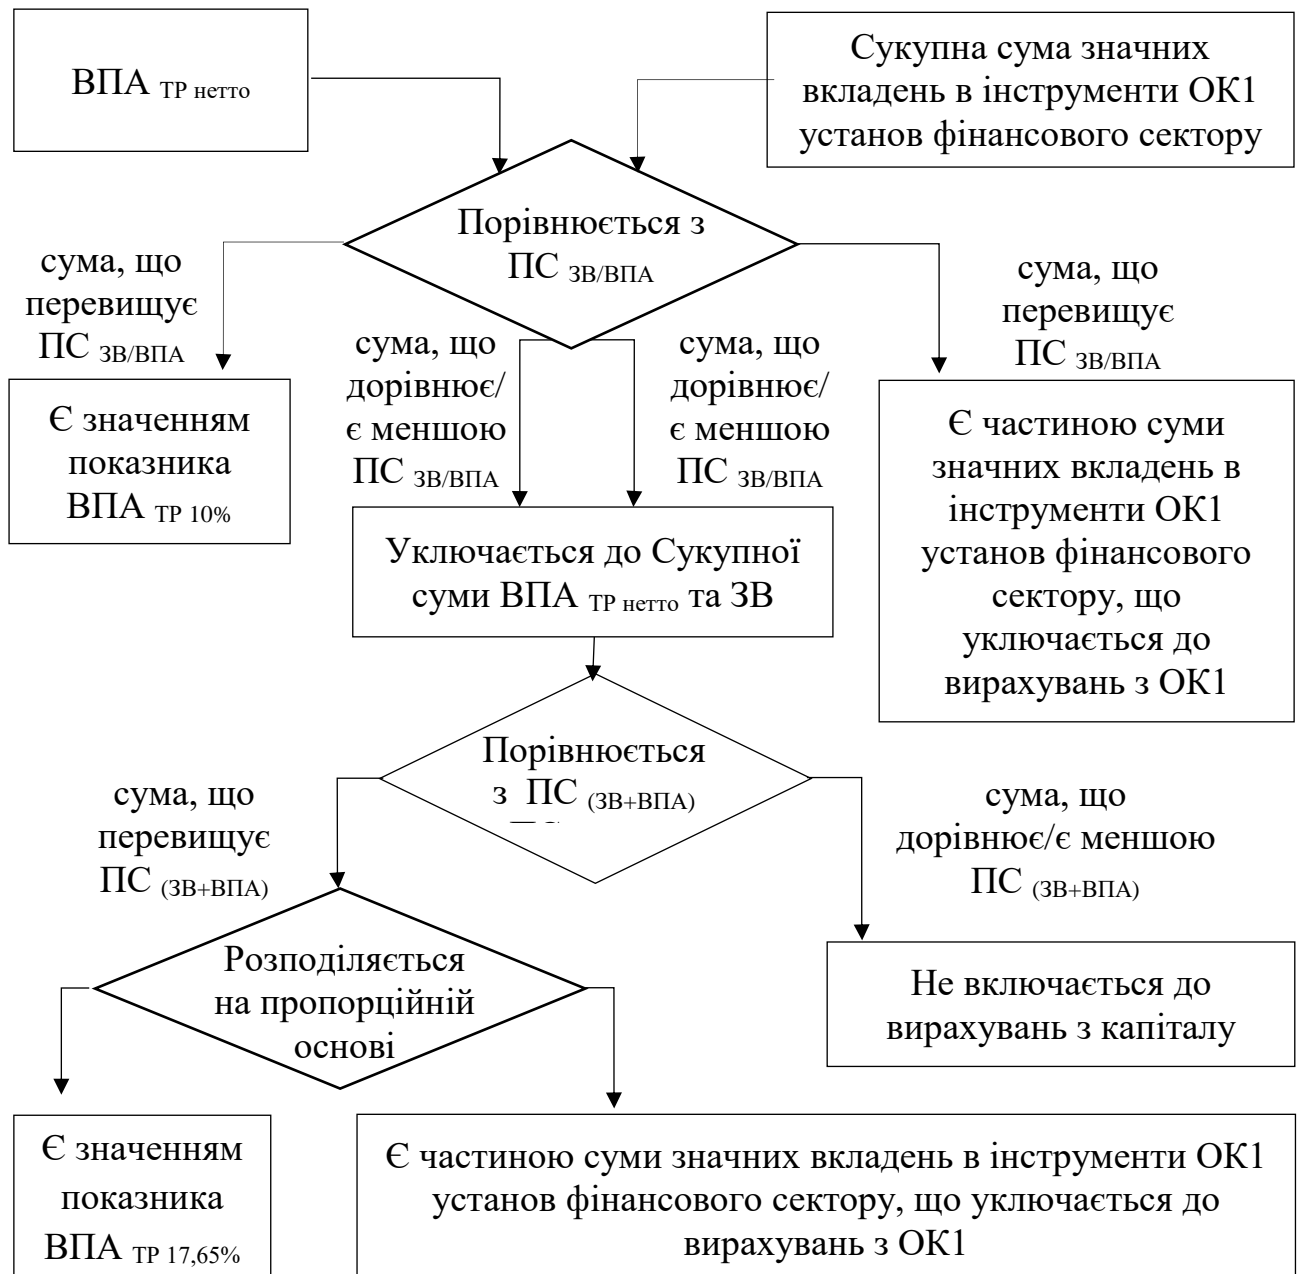 ВПА ТР нетто
Сукупна сума значних
вкладень в інструменти ОК1
установ фінансового сектору
Порівнюється з
ПС ЗВ/ВПА
сума, що
перевищує
ПС ЗВ/ВПА
сума, що
дорівнює/
є меншою
ПС ЗВ/ВПА
сума, що
дорівнює/
є меншою
ПС ЗВ/ВПА
сума, що
перевищує
ПС ЗВ/ВПА
Є значенням
показника
ВПА ТР 10%
Уключається до Сукупної
суми ВПА ТР нетто та ЗВ
Є частиною суми
значних вкладень в
інструменти ОК1
установ фінансового
сектору, що
уключається до
вирахувань з ОК1
Порівнюється
з ПС (ЗВ+ВПА)
сума, що
перевищує
ПС (ЗВ+ВПА)
сума, що
дорівнює/є меншою
ПС (ЗВ+ВПА)
Розподіляється
на пропорційній
основі
Не включається до
вирахувань з капіталу
Є значенням
показника
ВПА ТР 17,65%
Є частиною суми значних вкладень в інструменти ОК1
установ фінансового сектору, що уключається до
вирахувань з ОК1